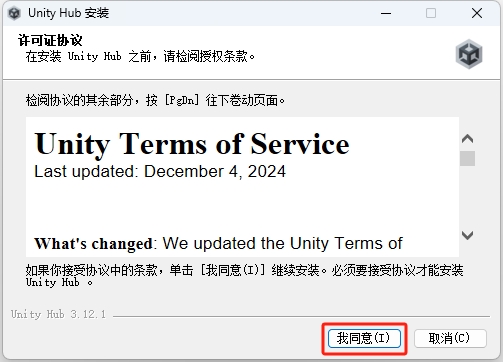 Unity Hub 安装
许可证协议
在安装 Unity Hub 之前，请检阅授权条款。
检阅协议的其余部分，按 [PgDn] 往下卷动页面。
Unity Terms of Service
Last updated: December 4, 2024
What's changed: We updated the Unity Terms of
如果你接受协议中的条款，单击 [我同意(I)] 继续安装。必须要接受协议才能安装
Unity Hub 。
Unity Hub 3.12.1
我同意(I)
取消(C)